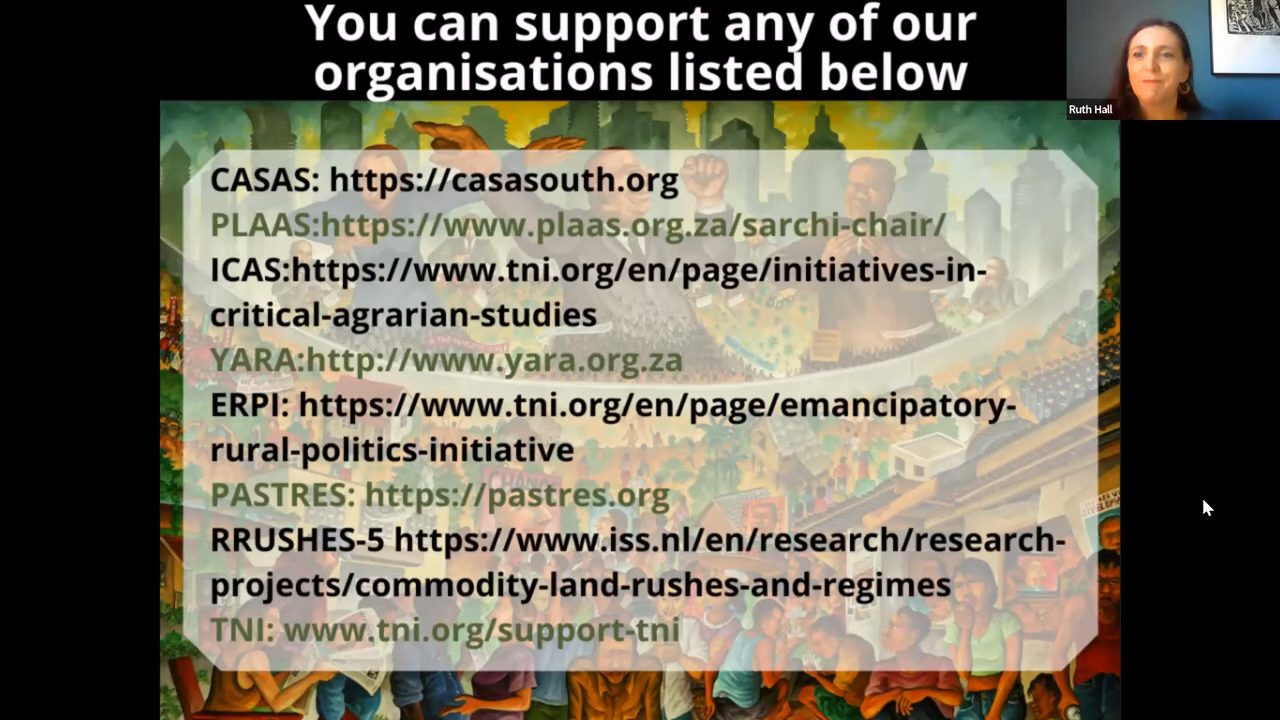 You can support any of our
organisations listed below
Ruth Hall
CASAS: https://casasouth.org
PLAAS:https://www.plaas.org.za/sarchi-chair/
ICAS:https://www.tni.org/en/page/initiatives-in-
critical-agrarian-studies
YARA:http://www.yara.org.za
ERPI: https://www.tni.org/en/page/emancipatory-
rural-politics-initiative
PASTRES: https://pastres.org
RRUSHES-5 https://www.iss.nl/en/research/research-
projects/commodity-land-rushes-and-regimes
TNI: www.tni.org/support-tni